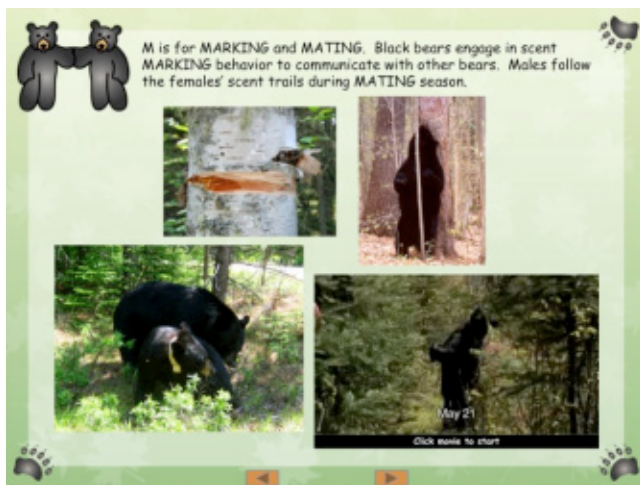 M is for MARKING and MATING.  Black bears engage in scent
MARKING behavior to communicate with other bears.  Males follow
the females' scent trails during MATING season.
May 21
Click movie to start